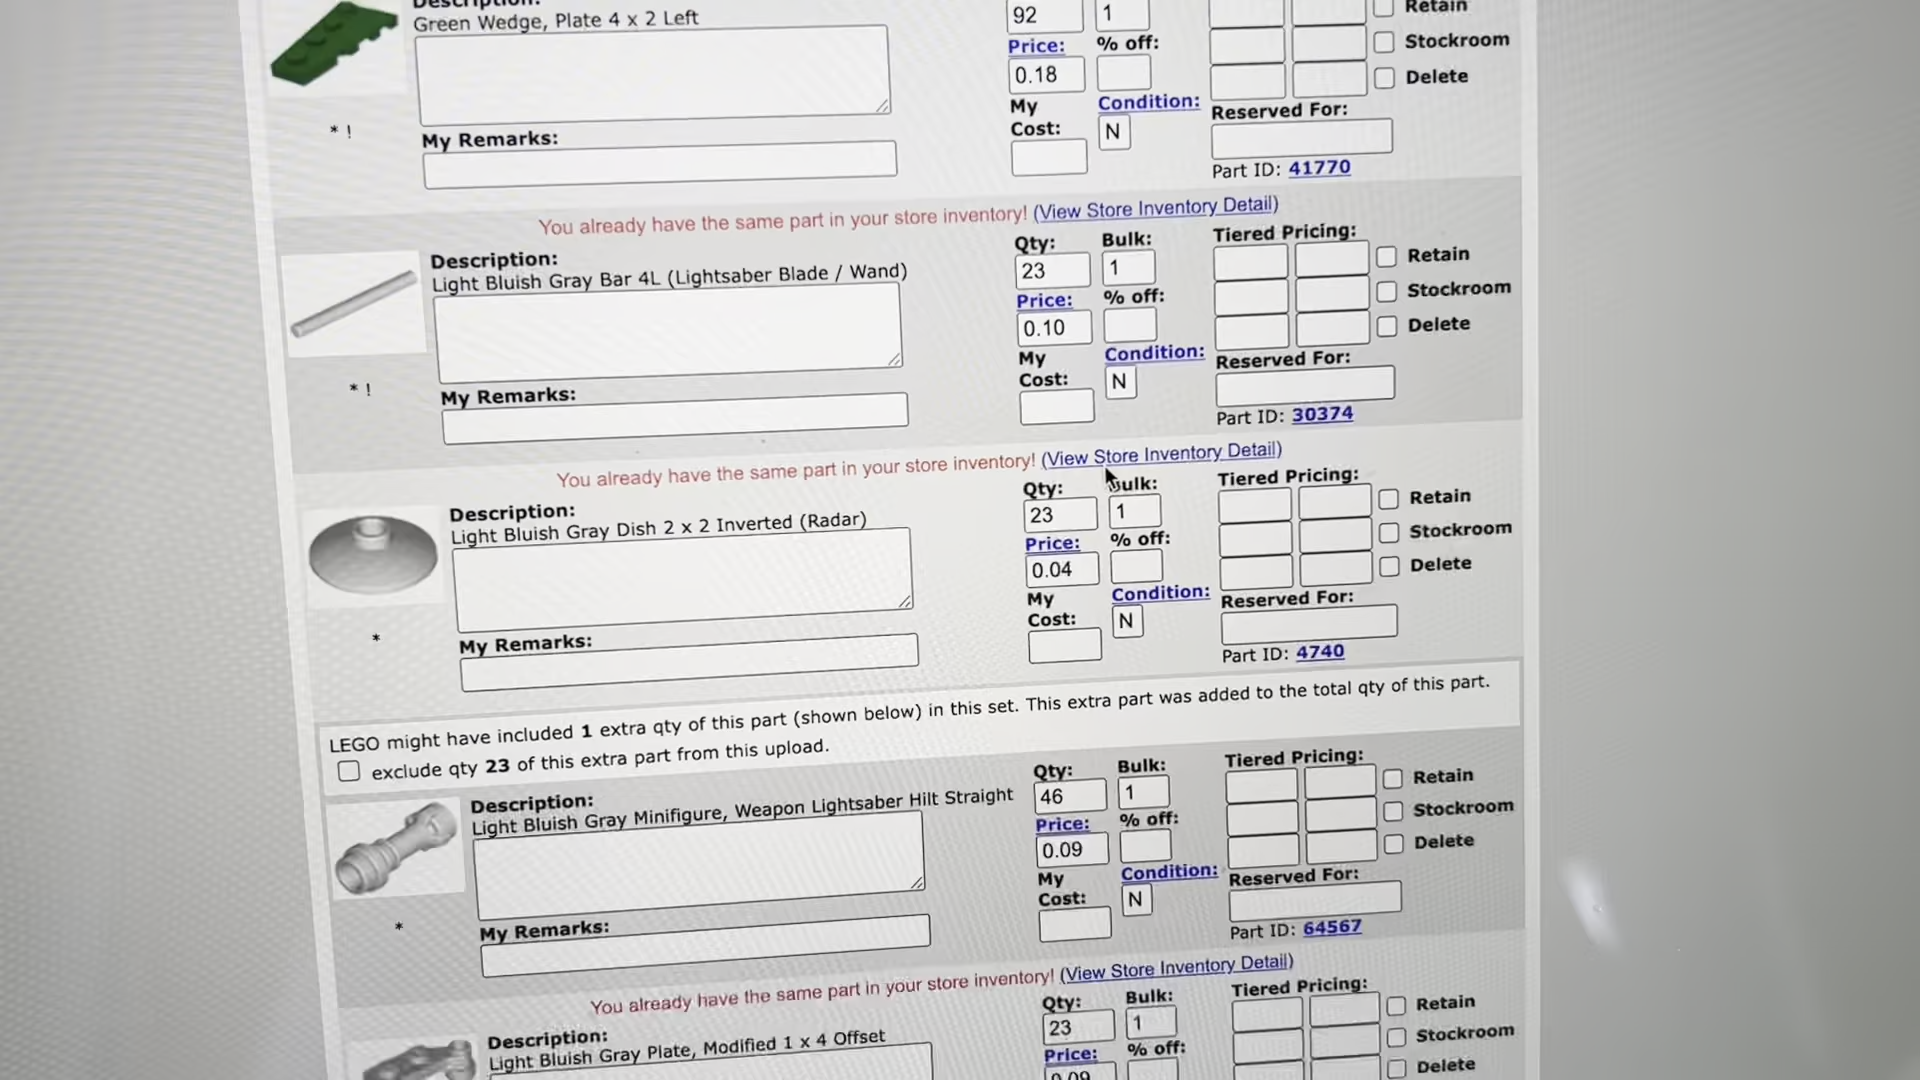 Description:
Green Wedge, Plate 4 x 2 Left
92
1
Retain
Price:
% off:
Stockroom
0.18
Delete
My
Cost:
Condition:
N
Reserved For:
* !
My Remarks:
Part ID: 41770
You already have the same part in your store inventory! (View Store Inventory Detail)
Description:
Light Bluish Gray Bar 4L (Lightsaber Blade / Wand)
Qty:
Bulk:
Tiered Pricing:
23
1
Retain
Price:
% off:
Stockroom
0.10
Delete
My
Cost:
Condition:
N
Reserved For:
* !
My Remarks:
Part ID: 30374
You already have the same part in your store inventory! (View Store Inventory Detail)
Description:
Light Bluish Gray Dish 2 x 2 Inverted (Radar)
Qty:
Bulk:
Tiered Pricing:
23
1
Retain
Price:
% off:
Stockroom
0.04
Delete
My
Cost:
Condition:
N
Reserved For:
*
My Remarks:
Part ID: 4740
LEGO might have included 1 extra qty of this part (shown below) in this set. This extra part was added to the total qty of this part.
exclude qty 23 of this extra part from this upload.
Description:
Light Bluish Gray Minifigure, Weapon Lightsaber Hilt Straight
Qty:
Bulk:
Tiered Pricing:
46
1
Retain
Price:
% off:
Stockroom
0.09
Delete
My
Cost:
Condition:
N
Reserved For:
*
My Remarks:
Part ID: 64567
You already have the same part in your store inventory! (View Store Inventory Detail)
Description:
Light Bluish Gray Plate, Modified 1 x 4 Offset
Qty:
Bulk:
Tiered Pricing:
23
1
Retain
Price:
% off:
Stockroom
0.09
Delete